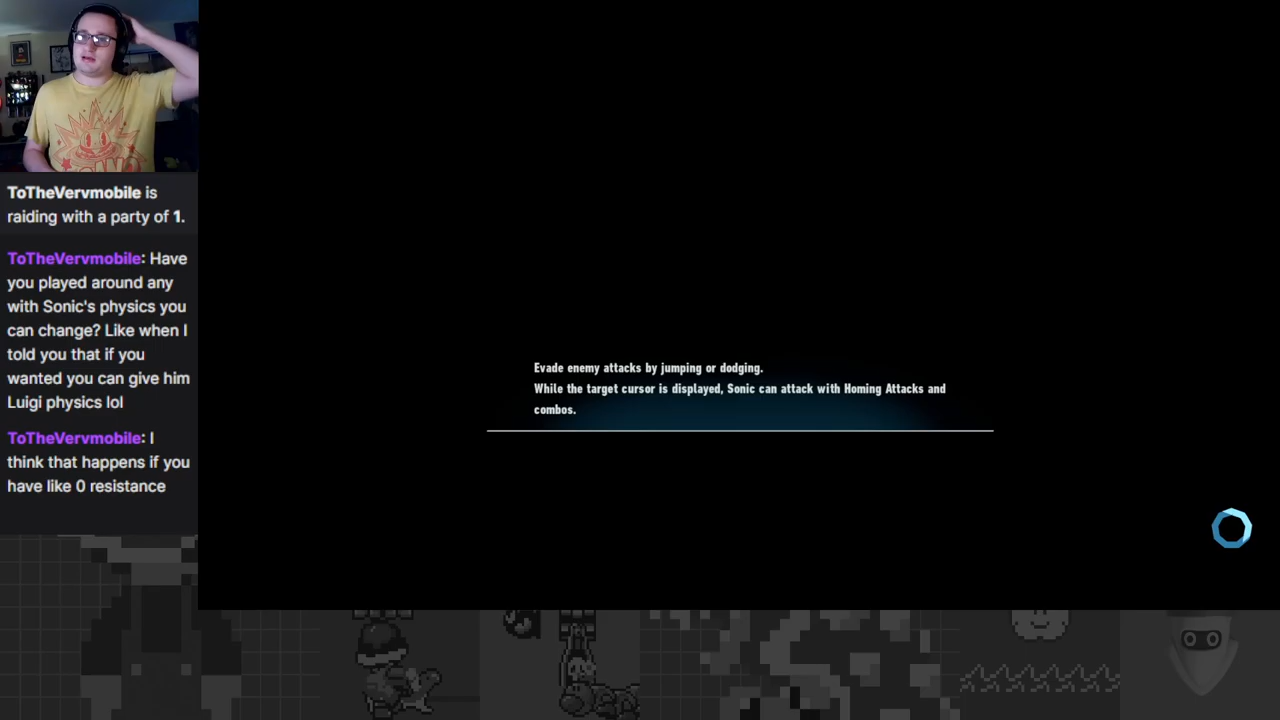 ToTheVervmobile is
raiding with a party of 1.
ToTheVervmobile: Have
you played around any
with Sonic's physics you
can change? Like when I
told you that if you
wanted you can give him
Luigi physics lol
ToTheVervmobile: I
think that happens if you
have like 0 resistance
Evade enemy attacks by jumping or dodging.
While the target cursor is displayed, Sonic can attack with Homing Attacks and
combos.